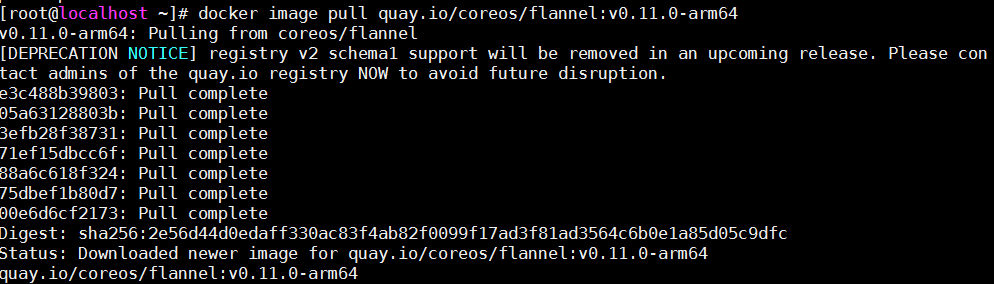 [root@localhost ~]# docker image pull quay.io/coreos/flannel:v0.11.0-arm64
v0.11.0-arm64: Pulling from coreos/flannel
[DEPRECATION NOTICE] registry v2 schema1 support will be removed in an upcoming release. Please con
tact admins of the quay.io registry NOW to avoid future disruption.
e3c488b39803: Pull complete
05a63128803b: Pull complete
3efb28f38731: Pull complete
71ef15dbcc6f: Pull complete
88a6c618f324: Pull complete
75dbef1b80d7: Pull complete
00e6d6cf2173: Pull complete
Digest: sha256:2e56d44d0edaff330ac83f4ab82f0099f17ad3f81ad3564c6b0e1a85d05c9dfc
Status: Downloaded newer image for quay.io/coreos/flannel:v0.11.0-arm64
quay.io/coreos/flannel:v0.11.0-arm64